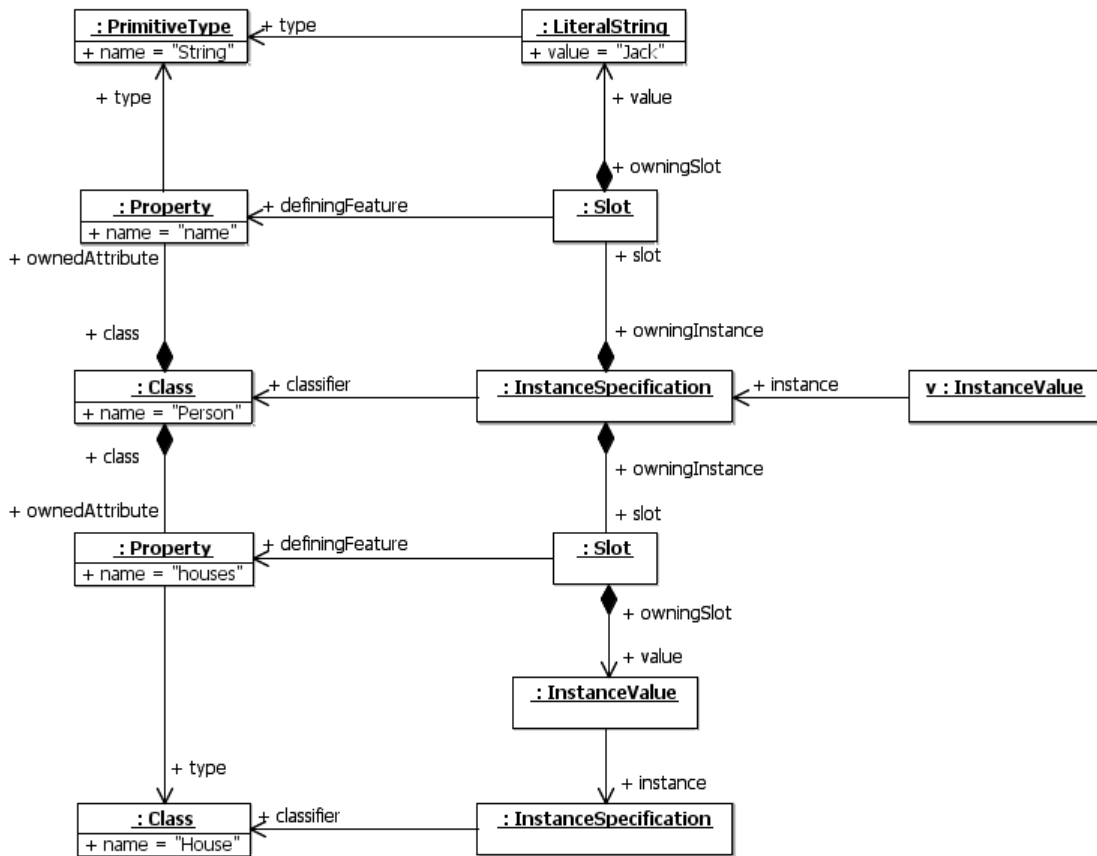 : PrimitiveType
+ name = "String"
+ type
: LiteralString
+ value = "Jack"
+ type
+ value
+ owningSlot
: Property
+ name = "name"
+ definingFeature
: Slot
+ ownedAttribute
+ slot
+ class
+ owningInstance
: Class
+ name = "Person"
+ classifier
: InstanceSpecification
+ instance
v : InstanceValue
+ class
+ owningInstance
+ ownedAttribute
+ slot
: Property
+ name = "houses"
+ definingFeature
: Slot
+ owningSlot
+ value
: InstanceValue
+ type
+ instance
: Class
+ name = "House"
+ classifier
: InstanceSpecification